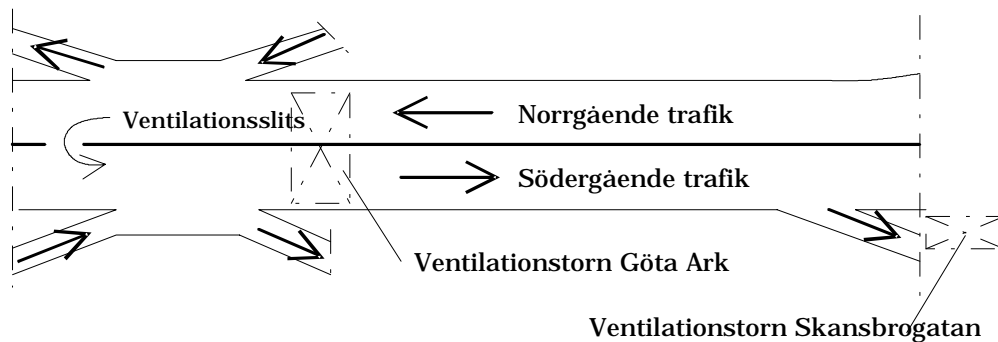 Norrgående trafik
Ventilationsslits
Södergående trafik
Ventilationstorn Göta Ark
Ventilationstorn Skansbrogatan